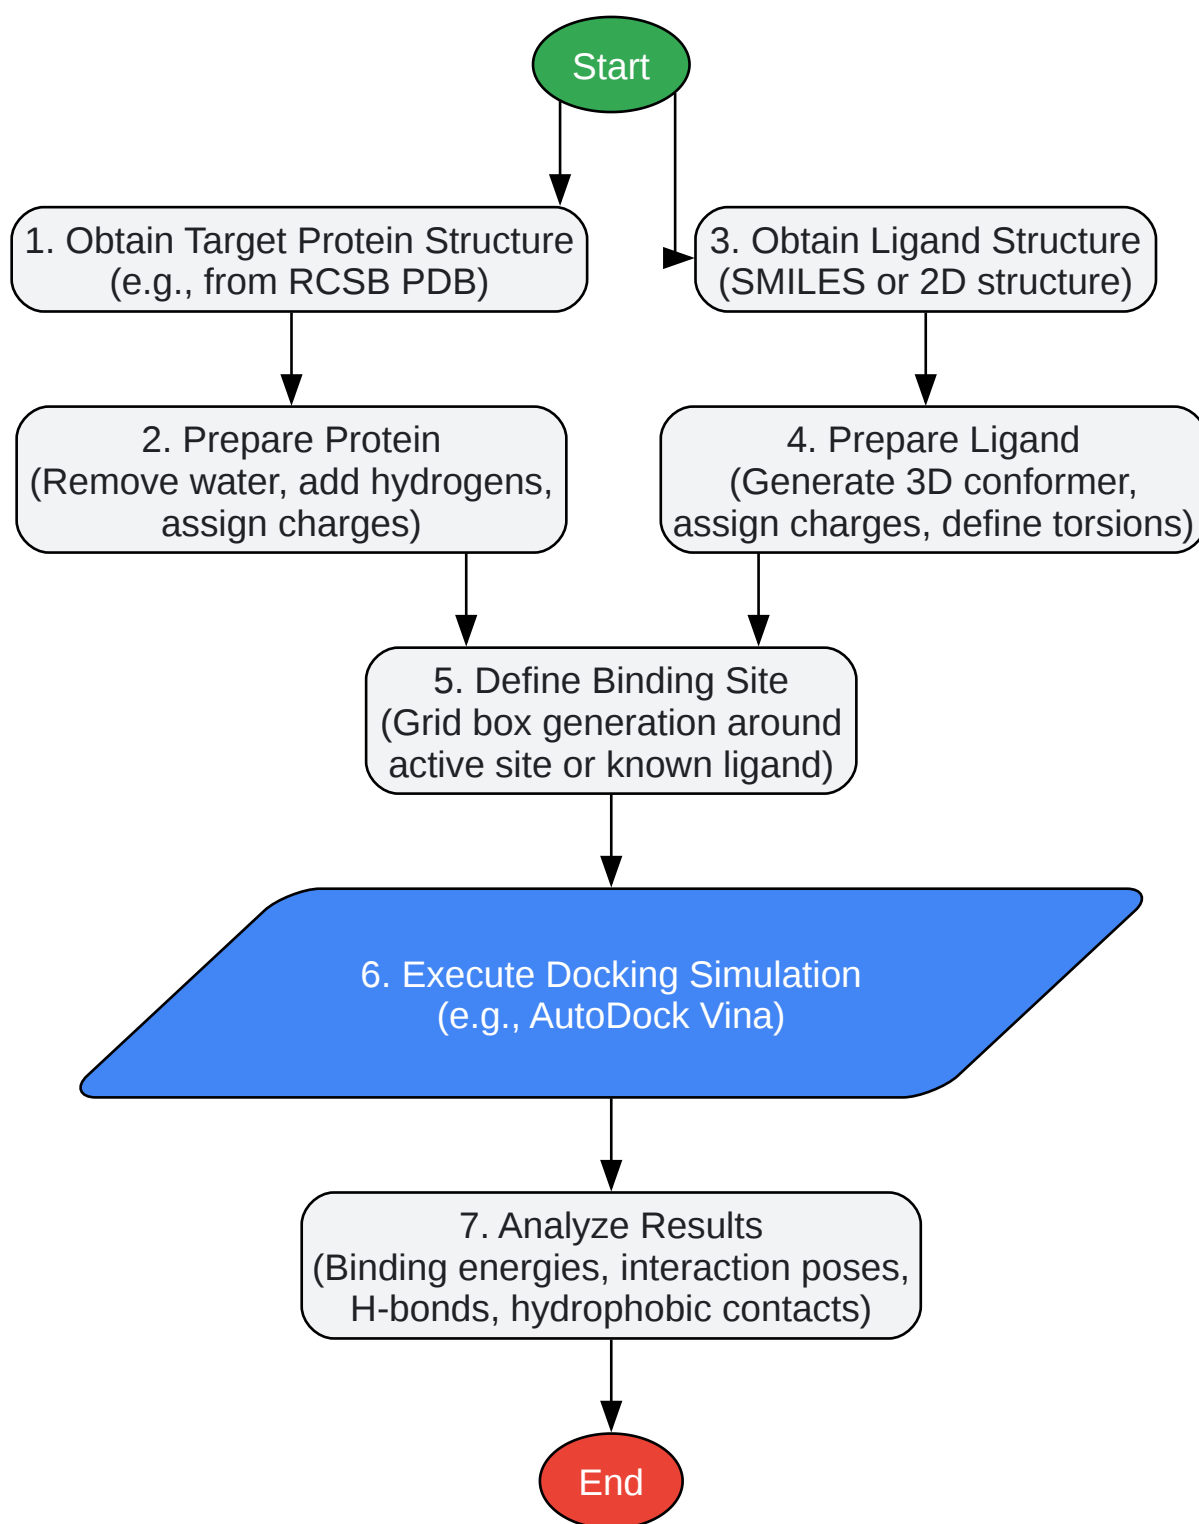 Start
1. Obtain Target Protein Structure
(e.g., from RCSB PDB)
3. Obtain Ligand Structure
(SMILES or 2D structure)
2. Prepare Protein
(Remove water, add hydrogens,
assign charges)
4. Prepare Ligand
(Generate 3D conformer,
assign charges, define torsions)
5. Define Binding Site
(Grid box generation around
active site or known ligand)
6. Execute Docking Simulation
(e.g., AutoDock Vina)
7. Analyze Results
(Binding energies, interaction poses,
H-bonds, hydrophobic contacts)
End